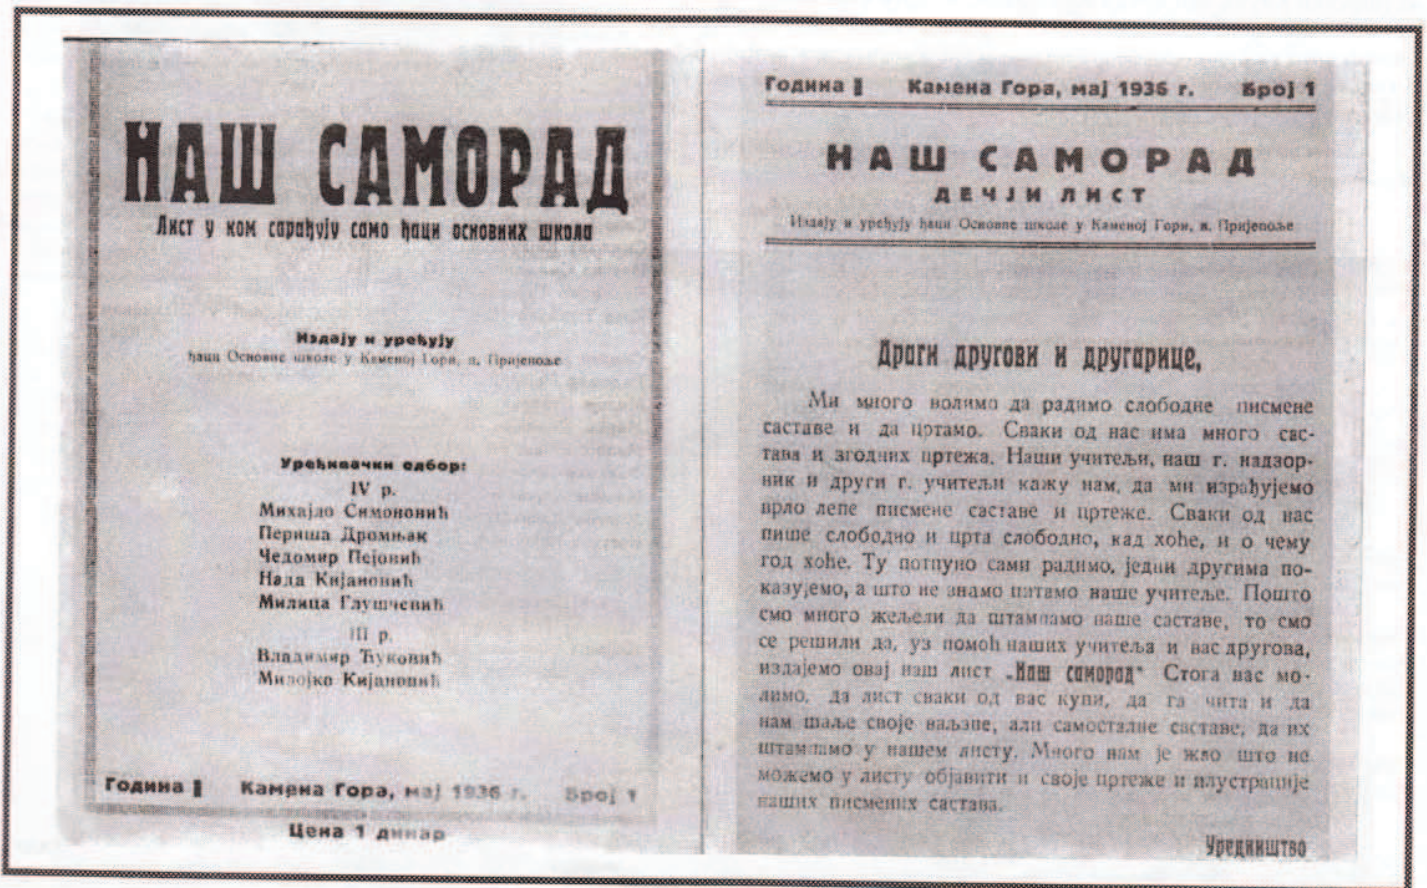 НАШ САМОРАД
Лист у ком сарађују само ђаци основних школа
Издају и уређују
ђаци Основне школе у Каменој Гори, п. Пријепоље
Уређивачки одбор:
IV р.
Михајло Симоновић
Периша Дромњак
Чедомир Пејовић
Нада Кијановић
Милица Глушчевић
III р.
Владимир Ћуковић
Милојко Кијановић
Година I Камена Гора, мај 1936 г. Број 1
Цена 1 динар
Година I Камена Гора, мај 1936 г. Број 1
НАШ САМОРАД
ДЕЧЈИ ЛИСТ
Издају и уређују ђаци Основне школе у Каменој Гори, п. Пријепоље
Драги другови и другарице,
Ми много волимо да радимо слободне писмене
саставе и да цртамо. Сваки од нас има много сас-
тава и згодних цртежа. Наши учитељи, наш г. надзор-
ник и други г. учитељи кажу нам, да ми израђујемо
врло лепе писмене саставе и цртеже. Сваки од нас
пише слободно и црта слободно, кад хоће, и о чему
год хоће. Ту потпуно сами радимо, једни другима по-
казујемо, а што не знамо питамо наше учитеље. Пошто
смо много жељели да штампамо наше саставе, то смо
се решили да, уз помоћ наших учитеља и вас другова,
издајемо овај наш лист „Наш саморад“ Стога вас мо-
лимо, да лист сваки од вас купи, да га чита и да
нам шаље своје ваљане, али самосталне саставе, да их
штампамо у нашем листу. Много нам је жао што не
можемо у листу објавити и своје цртеже и илустрације
наших писмених састава.
Уредништво